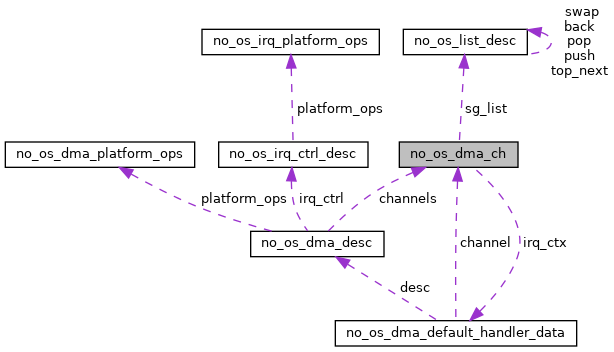 swap
back
pop
push
top_next
no_os_irq_platform_ops
no_os_list_desc
platform_ops
sg_list
no_os_dma_platform_ops
no_os_irq_ctrl_desc
no_os_dma_ch
platform_ops
irq_ctrl
channels
no_os_dma_desc
channel
irq_ctx
desc
no_os_dma_default_handler_data